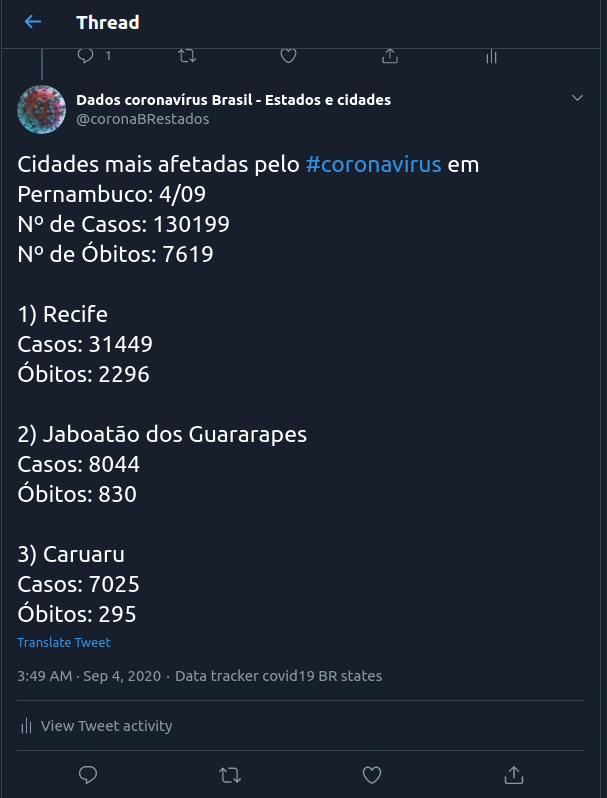 Thread
1
Dados coronavírus Brasil - Estados e cidades
@coronaBRestados
Cidades mais afetadas pelo #coronavirus em
Pernambuco: 4/09
Nº de Casos: 130199
Nº de Óbitos: 7619
1) Recife
Casos: 31449
Óbitos: 2296
2) Jaboatão dos Guararapes
Casos: 8044
Óbitos: 830
3) Caruaru
Casos: 7025
Óbitos: 295
Translate Tweet
3:49 AM · Sep 4, 2020 · Data tracker covid19 BR states
View Tweet activity